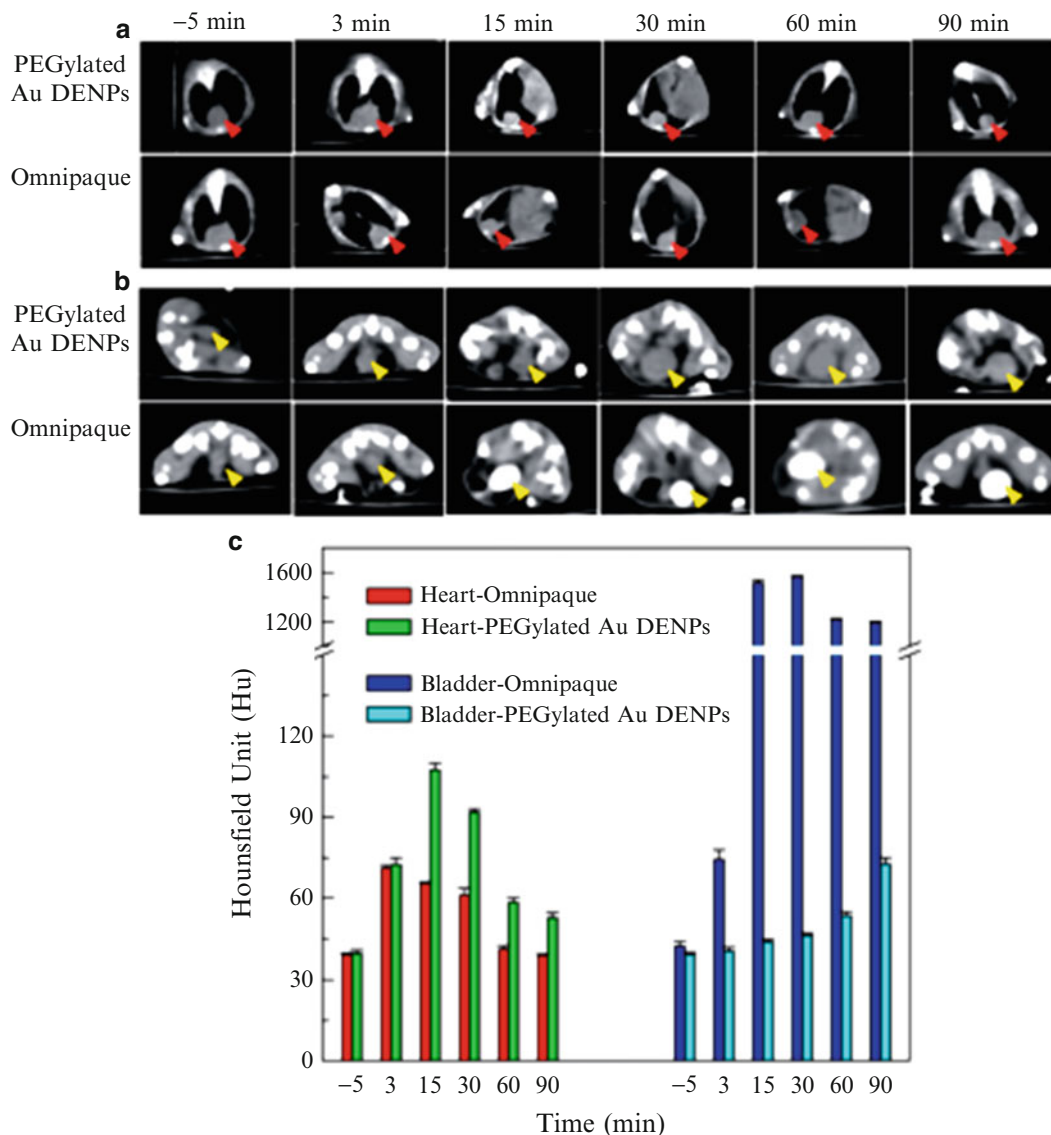 a −5 min 3 min 15 min 30 min 60 min 90 min
PEGylated
Au DENPs
Omnipaque
b
PEGylated
Au DENPs
Omnipaque
c
1600
1200
120
90
60
30
0
Hounsfield Unit (Hu)
Heart-Omnipaque
Heart-PEGylated Au DENPs
Bladder-Omnipaque
Bladder-PEGylated Au DENPs
−5 3 15 30 60 90 −5 3 15 30 60 90
Time (min)